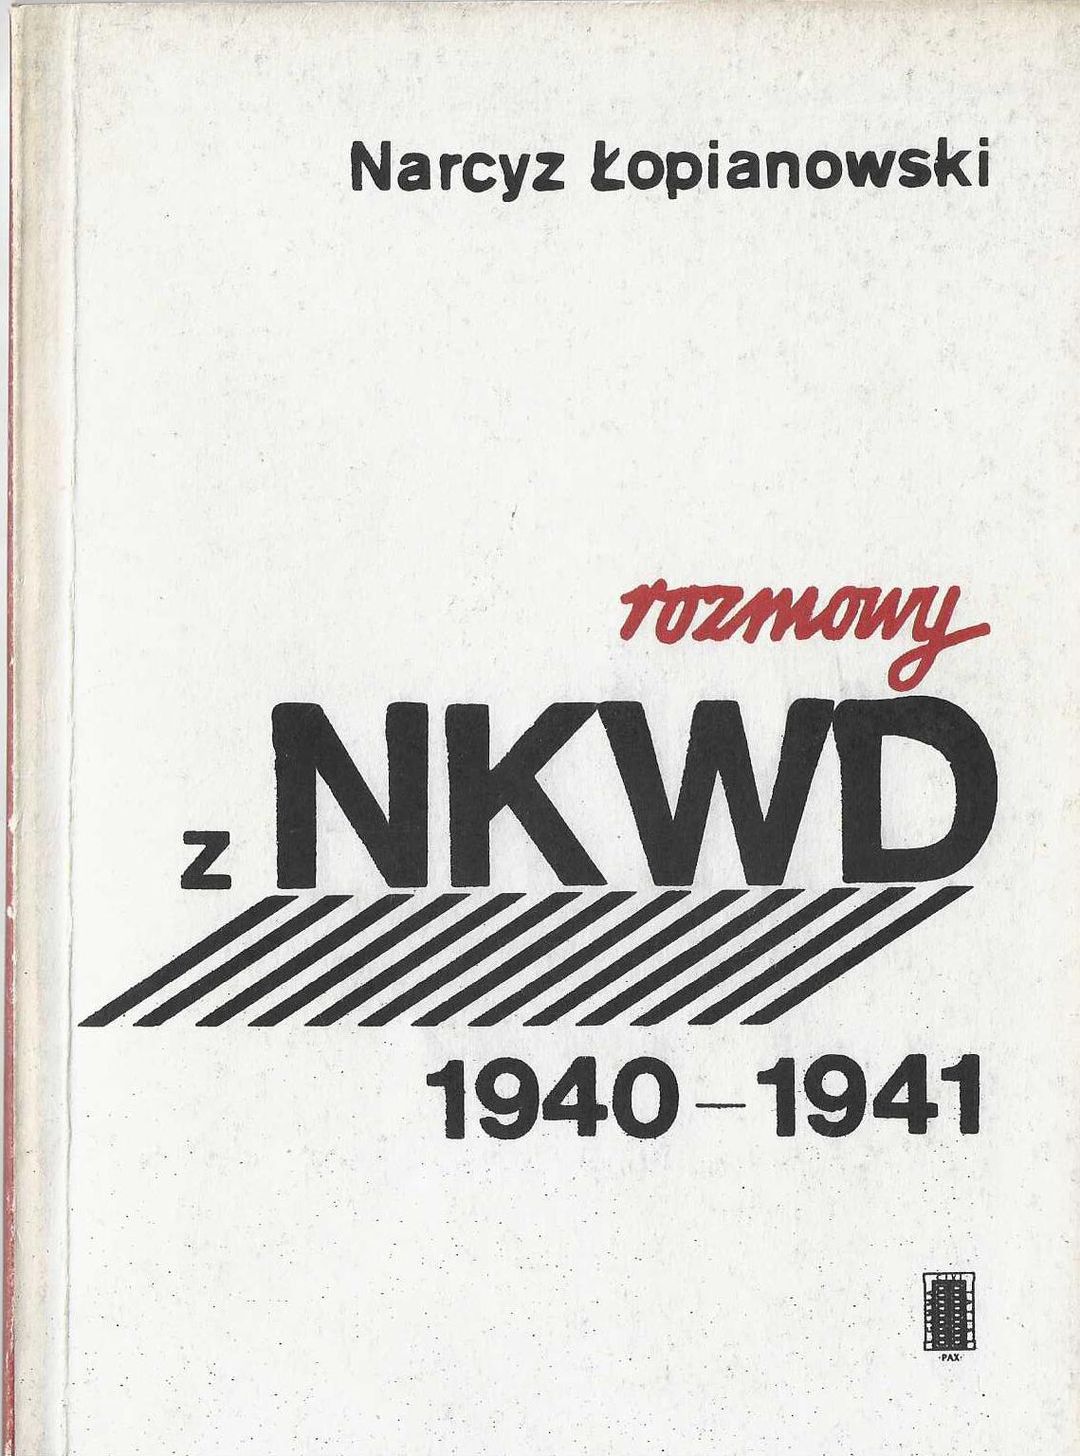 Narcyz Łopianowski
rozmowy
z NKWD
1940–1941
·PAX·